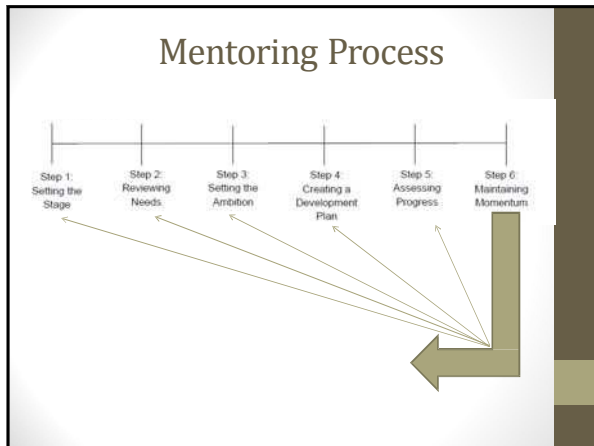 Mentoring Process
Step 1:
Setting the
Stage
Step 2:
Reviewing
Needs
Step 3:
Setting the
Ambition
Step 4:
Creating a
Development
Plan
Step 5:
Assessing
Progress
Step 6:
Maintaining
Momentum